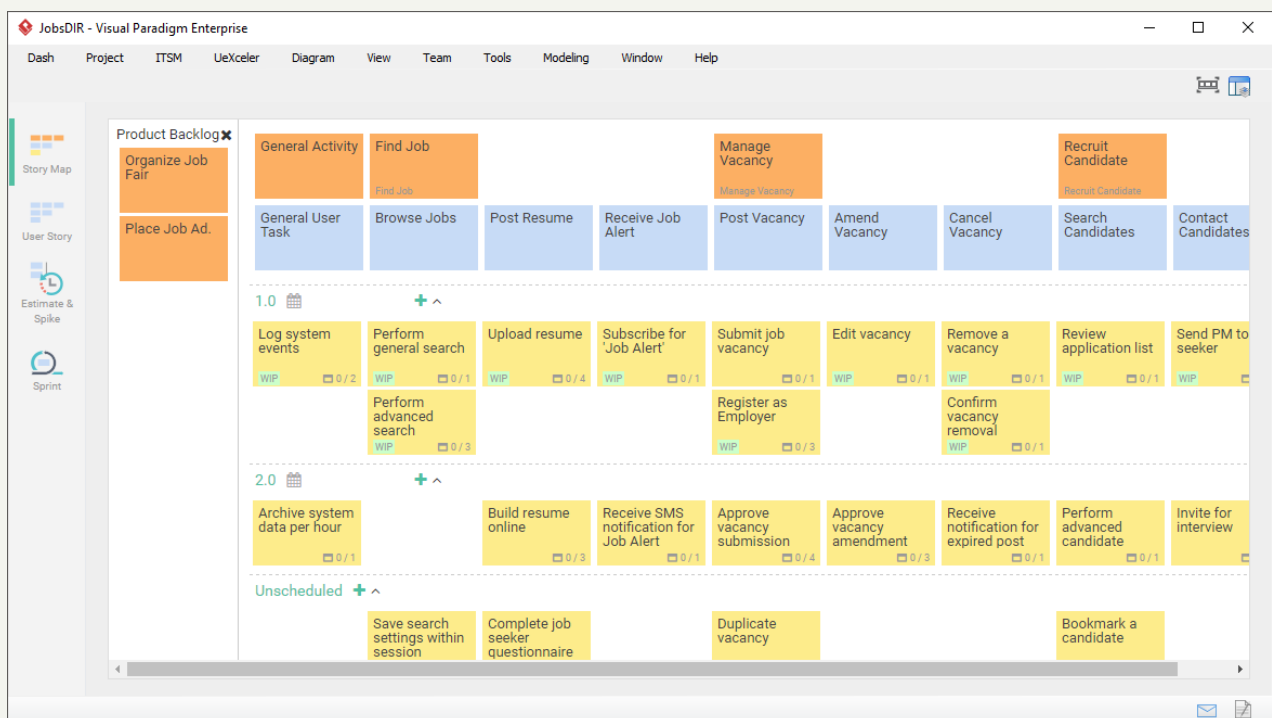 JobsDIR - Visual Paradigm Enterprise
Dash Project ITSM UeXceler Diagram View Team Tools Modeling Window Help
Story Map
User Story
Estimate &
Spike
Sprint
Product Backlog
Organize Job
Fair
Place Job Ad.
General Activity
Find Job
Find Job
Manage
Vacancy
Manage Vacancy
Recruit
Candidate
Recruit Candidate
General User
Task
Browse Jobs
Post Resume
Receive Job
Alert
Post Vacancy
Amend
Vacancy
Cancel
Vacancy
Search
Candidates
Contact
Candidates
1.0
Log system
events
WIP 0 / 2
Perform
general search
WIP 0 / 1
Upload resume
WIP 0 / 4
Subscribe for
'Job Alert'
WIP 0 / 1
Submit job
vacancy
0 / 1
Edit vacancy
WIP 0 / 1
Remove a
vacancy
WIP 0 / 1
Review
application list
WIP 0 / 1
Send PM to
seeker
WIP
Perform
advanced
search
WIP 0 / 3
Register as
Employer
WIP 0 / 3
Confirm
vacancy
removal
WIP 0 / 1
2.0
Archive system
data per hour
0 / 1
Build resume
online
0 / 3
Receive SMS
notification for
Job Alert
0 / 1
Approve
vacancy
submission
0 / 4
Approve
vacancy
amendment
0 / 3
Receive
notification for
expired post
0 / 1
Perform
advanced
candidate
0 / 1
Invite for
interview
Unscheduled
Save search
settings within
session
Complete job
seeker
questionnaire
Duplicate
vacancy
Bookmark a
candidate